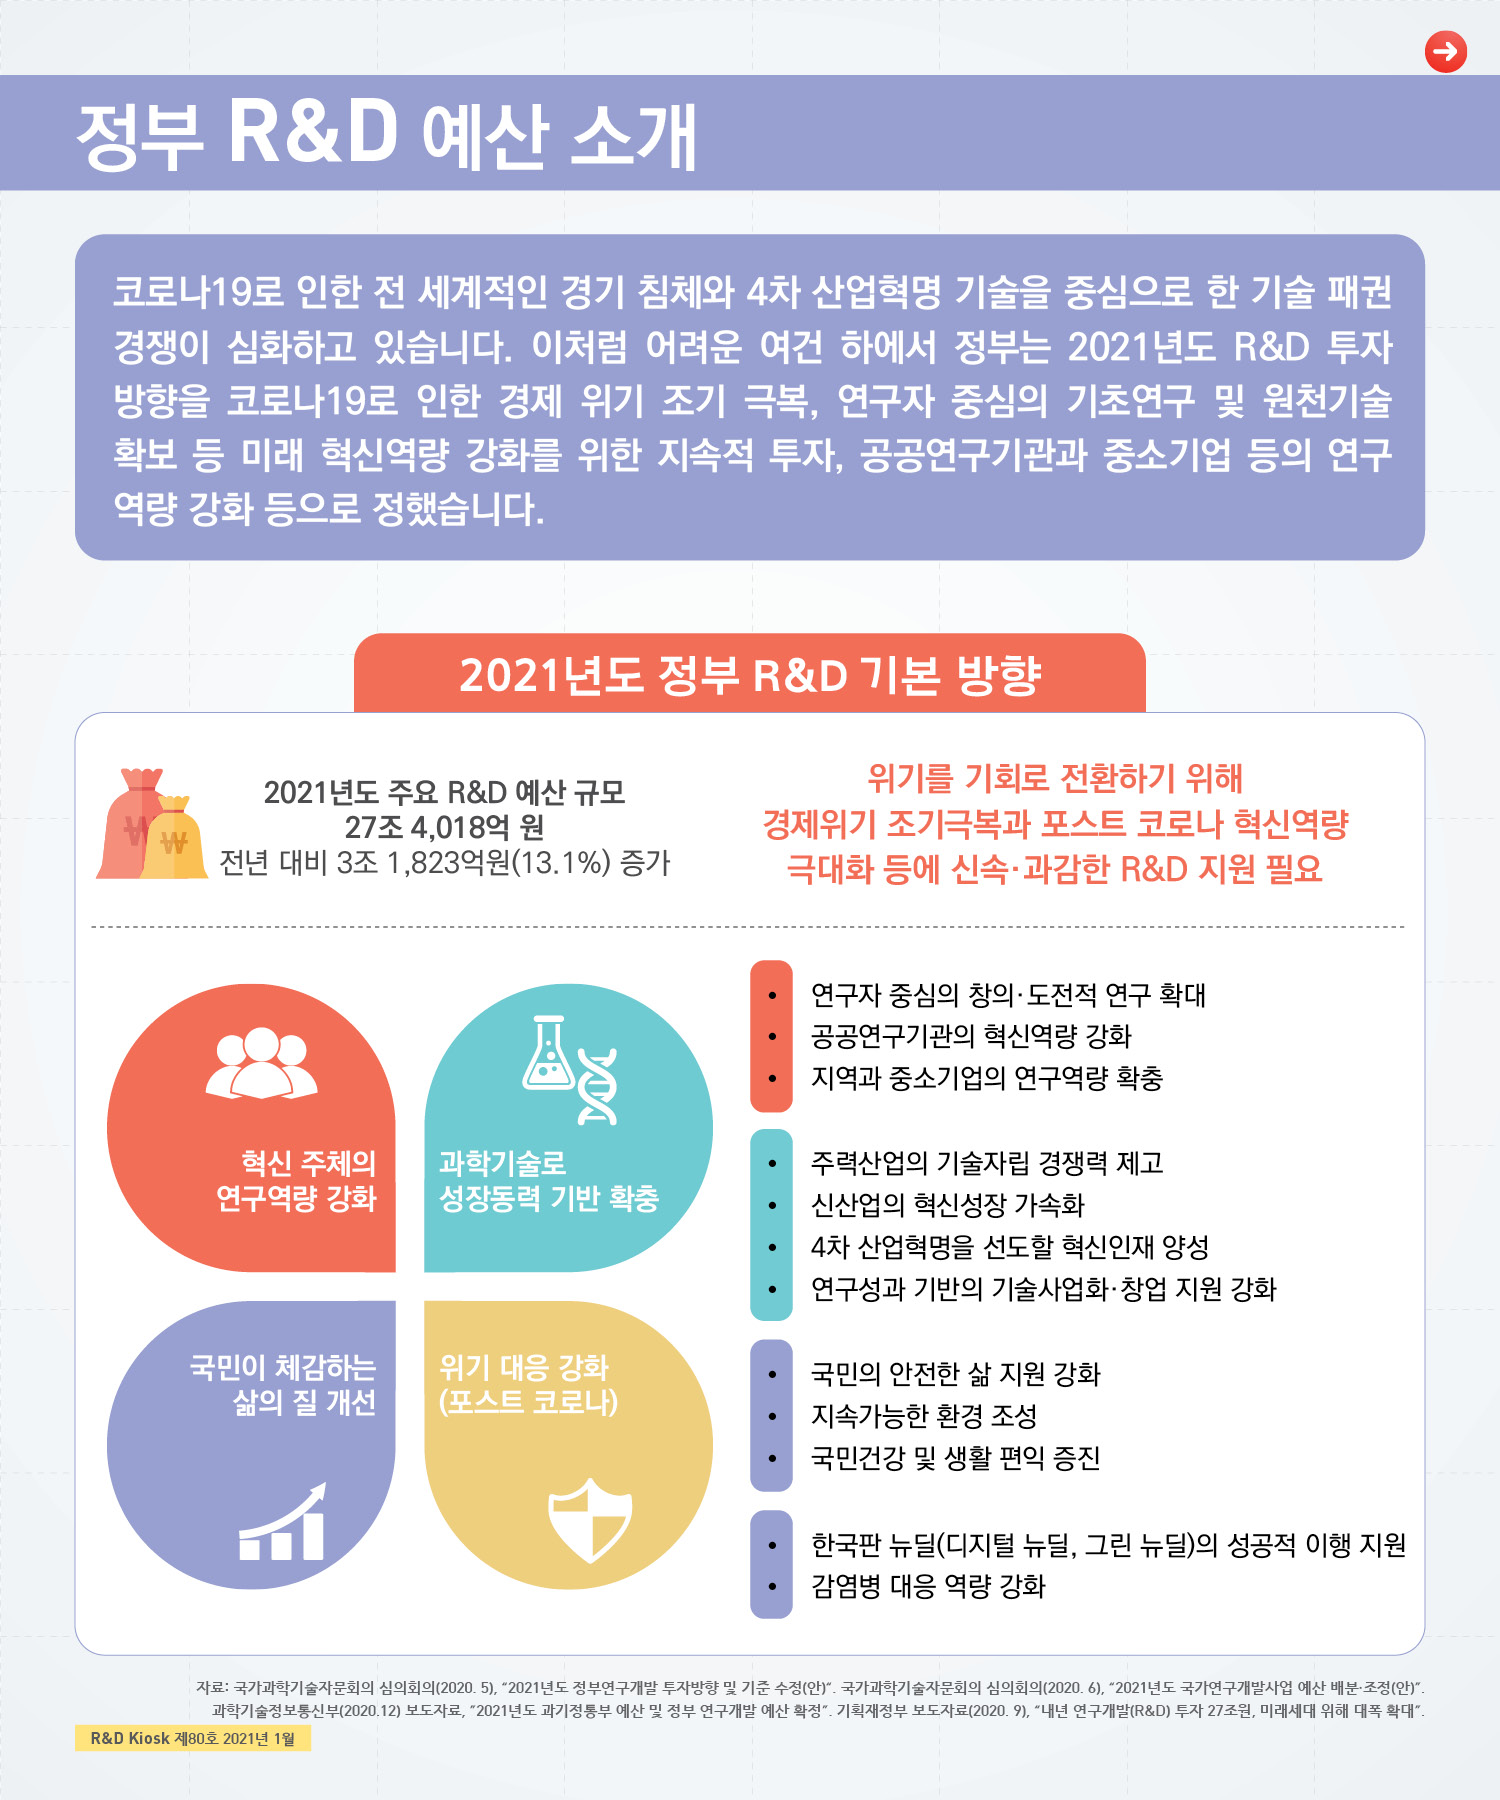 정부 R&D 예산 소개
코로나19로 인한 전 세계적인 경기 침체와 4차 산업혁명 기술을 중심으로 한 기술 패권
경쟁이 심화하고 있습니다. 이처럼 어려운 여건 하에서 정부는 2021년도 R&D 투자
방향을 코로나19로 인한 경제 위기 조기 극복, 연구자 중심의 기초연구 및 원천기술
확보 등 미래 혁신역량 강화를 위한 지속적 투자, 공공연구기관과 중소기업 등의 연구
역량 강화 등으로 정했습니다.
2021년도 정부 R&D 기본 방향
2021년도 주요 R&D 예산 규모
27조 4,018억 원
전년 대비 3조 1,823억원(13.1%) 증가
위기를 기회로 전환하기 위해
경제위기 조기극복과 포스트 코로나 혁신역량
극대화 등에 신속·과감한 R&D 지원 필요
혁신 주체의
연구역량 강화
과학기술로
성장동력 기반 확충
국민이 체감하는
삶의 질 개선
위기 대응 강화
(포스트 코로나)
• 연구자 중심의 창의·도전적 연구 확대
• 공공연구기관의 혁신역량 강화
• 지역과 중소기업의 연구역량 확충
• 주력산업의 기술자립 경쟁력 제고
• 신산업의 혁신성장 가속화
• 4차 산업혁명을 선도할 혁신인재 양성
• 연구성과 기반의 기술사업화·창업 지원 강화
• 국민의 안전한 삶 지원 강화
• 지속가능한 환경 조성
• 국민건강 및 생활 편익 증진
• 한국판 뉴딜(디지털 뉴딜, 그린 뉴딜)의 성공적 이행 지원
• 감염병 대응 역량 강화
자료: 국가과학기술자문회의 심의회의(2020. 5), “2021년도 정부연구개발 투자방향 및 기준 수정(안)”. 국가과학기술자문회의 심의회의(2020. 6), “2021년도 국가연구개발사업 예산 배분·조정(안)”.
과학기술정보통신부(2020.12) 보도자료, “2021년도 과기정통부 예산 및 정부 연구개발 예산 확정”. 기획재정부 보도자료(2020. 9), “내년 연구개발(R&D) 투자 27조원, 미래세대 위해 대폭 확대”.
R&D Kiosk 제80호 2021년 1월